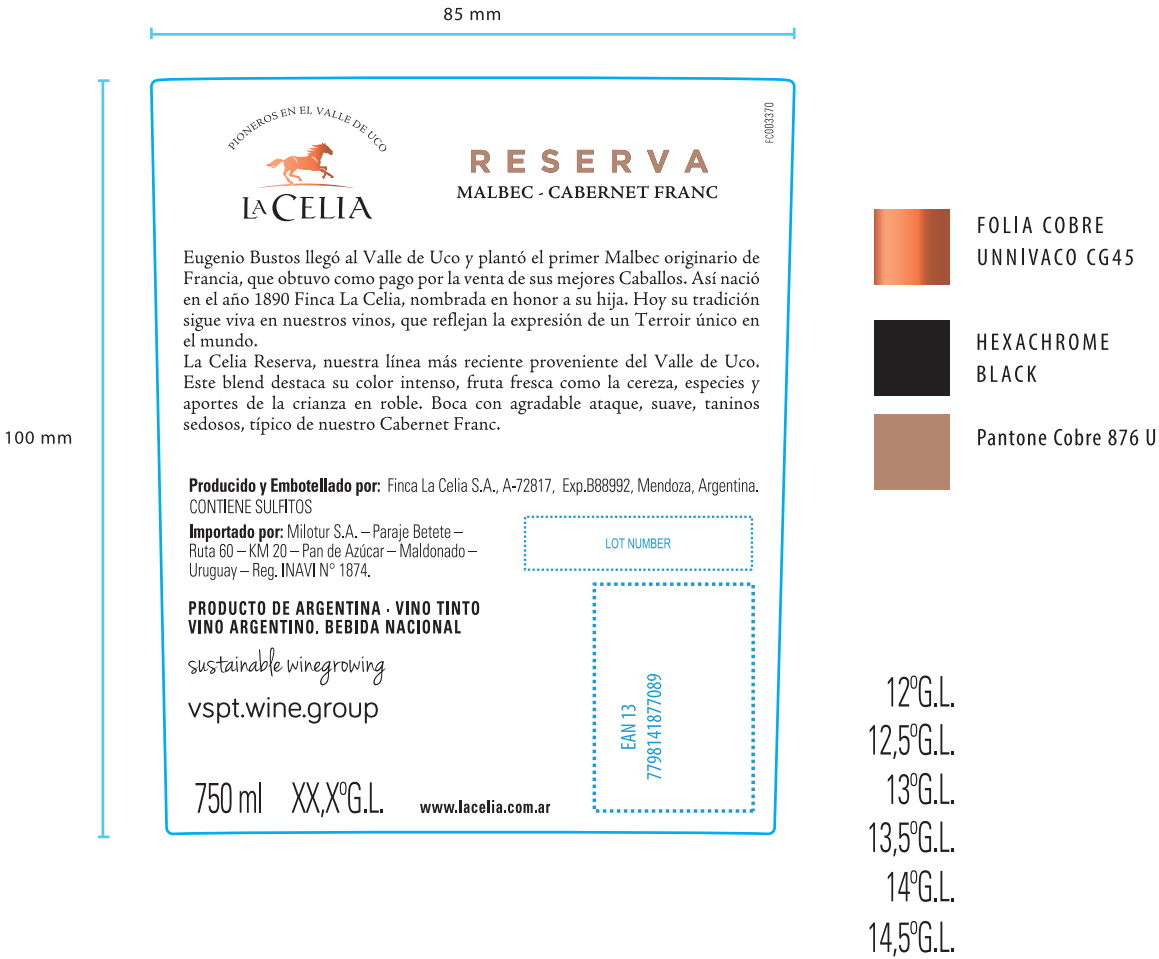 85 mm
100 mm
PIONEROS EN EL VALLE DE UCO
LA CELIA
RESERVA
MALBEC - CABERNET FRANC
FC003370
Eugenio Bustos llegó al Valle de Uco y plantó el primer Malbec originario de
Francia, que obtuvo como pago por la venta de sus mejores Caballos. Así nació
en el año 1890 Finca La Celia, nombrada en honor a su hija. Hoy su tradición
sigue viva en nuestros vinos, que reflejan la expresión de un Terroir único en
el mundo.
La Celia Reserva, nuestra línea más reciente proveniente del Valle de Uco.
Este blend destaca su color intenso, fruta fresca como la cereza, especies y
aportes de la crianza en roble. Boca con agradable ataque, suave, taninos
sedosos, típico de nuestro Cabernet Franc.
Producido y Embotellado por: Finca La Celia S.A., A-72817, Exp.B88992, Mendoza, Argentina.
CONTIENE SULFITOS
Importado por: Milotur S.A. – Paraje Betete –
Ruta 60 – KM 20 – Pan de Azúcar – Maldonado –
Uruguay – Reg. INAVI N° 1874.
LOT NUMBER
PRODUCTO DE ARGENTINA · VINO TINTO
VINO ARGENTINO. BEBIDA NACIONAL
sustainable winegrowing
vspt.wine.group
EAN 13
7798141877089
750 ml XX,XºG.L. www.lacelia.com.ar
FOLÍA COBRE
UNNIVACO CG45
HEXACHROME
BLACK
Pantone Cobre 876 U
12ºG.L.
12,5ºG.L.
13ºG.L.
13,5ºG.L.
14ºG.L.
14,5ºG.L.